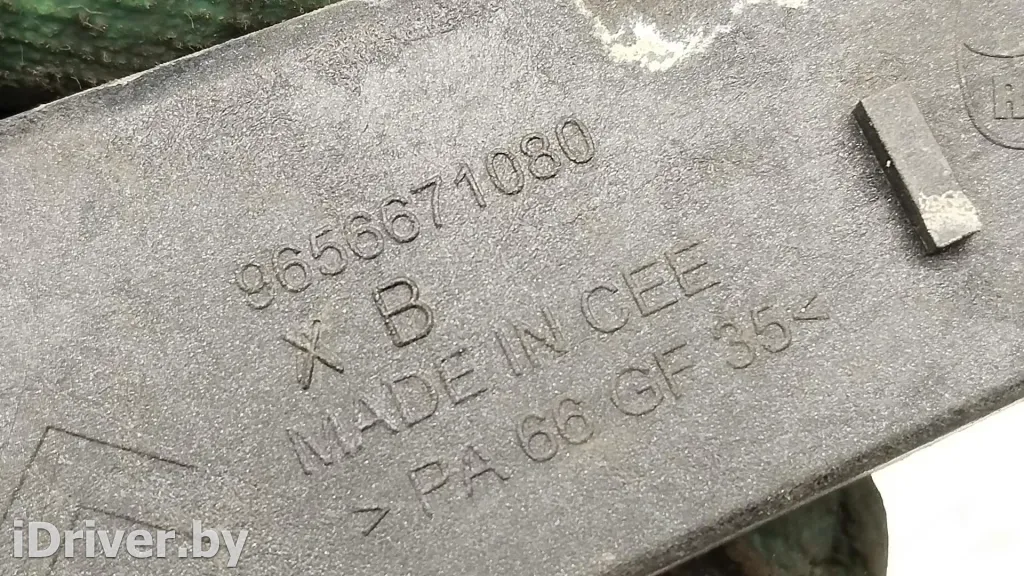 9656671080
X B
MADE IN CEE
>PA 66 GF 35<
iDriver.by